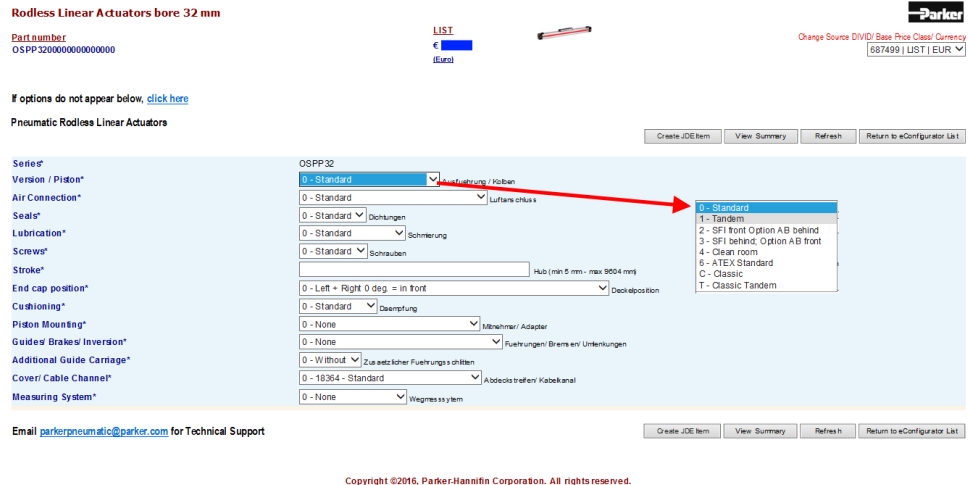 Rodless Linear Actuators bore 32 mm
Parker
Part number
LIST
Change Source DIVID/ Base Price Class/ Currency
OSPP3200000000000000
€
687499 | LIST | EUR
(Euro)
If options do not appear below, click here
Pneumatic Rodless Linear Actuators
Create JDE Item View Summary Refresh Return to eConfigurator List
Series* OSPP32
Version / Piston* 0 - Standard Ausfuehrung / Kolben
Air Connection* 0 - Standard Luftanschluss
Seals* 0 - Standard Dichtungen
Lubrication* 0 - Standard Schmierung
Screws* 0 - Standard Schrauben
Stroke* Hub (min 5 mm - max 9604 mm)
End cap position* 0 - Left + Right 0 deg. = in front Deckelposition
Cushioning* 0 - Standard Daempfung
Piston Mounting* 0 - None Mitnehmer/ Adapter
Guides/ Brakes/ Inversion* 0 - None Fuehrungen/ Bremsen/ Umlenkungen
Additional Guide Carriage* 0 - Without Zusaetzlicher Fuehrungsschlitten
Cover/ Cable Channel* 0 - 18364 - Standard Abdeckstreifen/ Kabelkanal
Measuring System* 0 - None Wegmesssytem
0 - Standard
1 - Tandem
2 - SFI front Option AB behind
3 - SFI behind; Option AB front
4 - Clean room
6 - ATEX Standard
C - Classic
T - Classic Tandem
Email parkerpneumatic@parker.com for Technical Support
Create JDE Item View Summary Refresh Return to eConfigurator List
Copyright ©2016, Parker-Hannifin Corporation. All rights reserved.